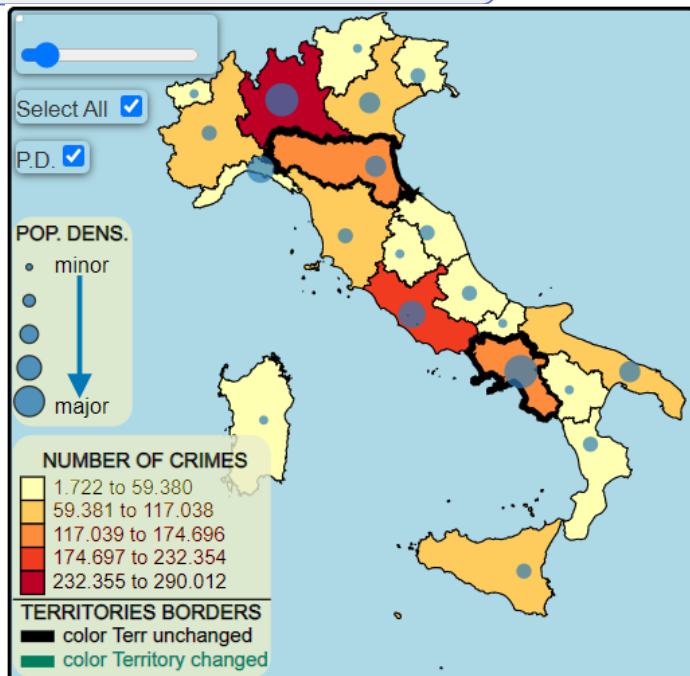 Select All
P.D.
POP. DENS.
minor
major
NUMBER OF CRIMES
1.722 to 59.380
59.381 to 117.038
117.039 to 174.696
174.697 to 232.354
232.355 to 290.012
TERRITORIES BORDERS
color Terr unchanged
color Territory changed